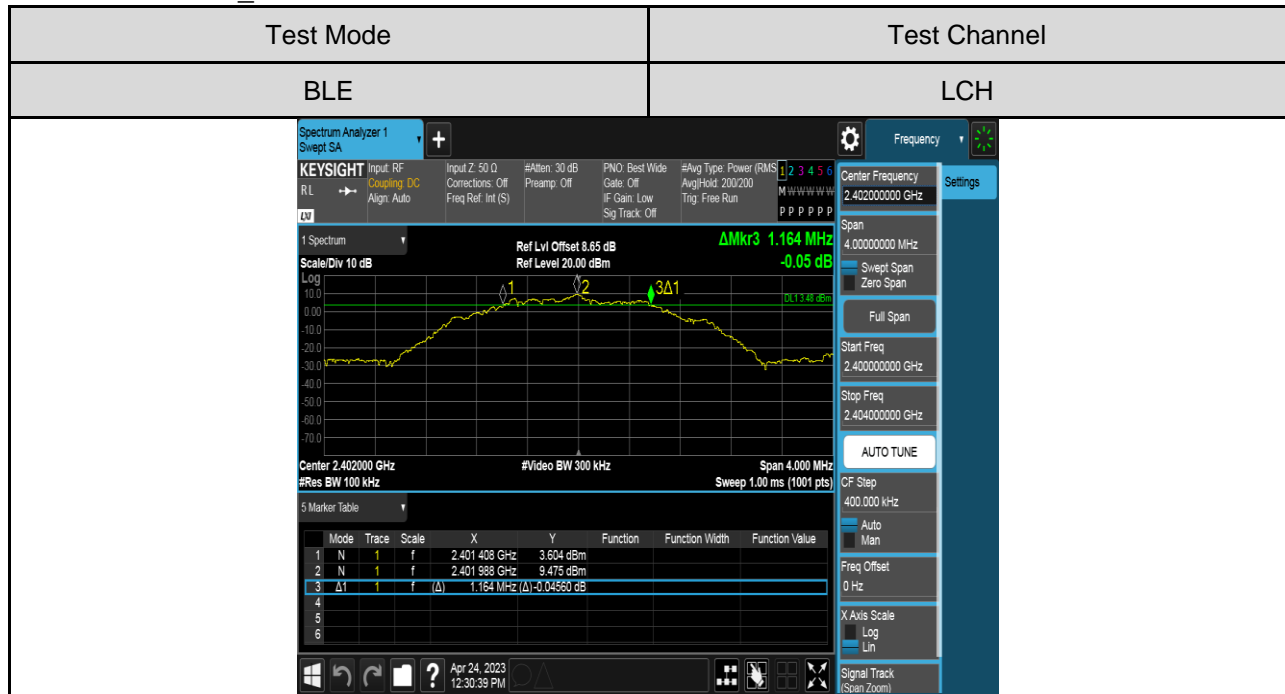 Test Mode Test Channel
BLE LCH
Spectrum Analyzer 1
Swept SA
+
Frequency
KEYSIGHT Input: RF Input Z: 50 Ω #Atten: 30 dB PNO: Best Wide #Avg Type: Power (RMS 1 2 3 4 5 6
RL Coupling: DC Corrections: Off Preamp: Off Gate: Off Avg|Hold: 200/200 M W W W W W
Align: Auto Freq Ref: Int (S) IF Gain: Low Trig: Free Run
LXI Sig Track: Off P P P P P P
1 Spectrum Ref Lvl Offset 8.65 dB ΔMkr3 1.164 MHz
Scale/Div 10 dB Ref Level 20.00 dBm -0.05 dB
Log
1 2 3Δ1
10.0 DL1 3.48 dBm
0.00
-10.0
-20.0
-30.0
-40.0
-50.0
-60.0
-70.0
Center 2.402000 GHz #Video BW 300 kHz Span 4.000 MHz
#Res BW 100 kHz Sweep 1.00 ms (1001 pts)
5 Marker Table
Mode Trace Scale X Y Function Function Width Function Value
1 N 1 f 2.401 408 GHz 3.604 dBm
2 N 1 f 2.401 988 GHz 9.475 dBm
3 Δ1 1 f (Δ) 1.164 MHz (Δ) -0.04560 dB
4
5
6
? Apr 24, 2023
12:30:39 PM
Center Frequency
2.402000000 GHz
Settings
Span
4.00000000 MHz
Swept Span
Zero Span
Full Span
Start Freq
2.400000000 GHz
Stop Freq
2.404000000 GHz
AUTO TUNE
CF Step
400.000 kHz
Auto
Man
Freq Offset
0 Hz
X Axis Scale
Log
Lin
Signal Track
(Span Zoom)